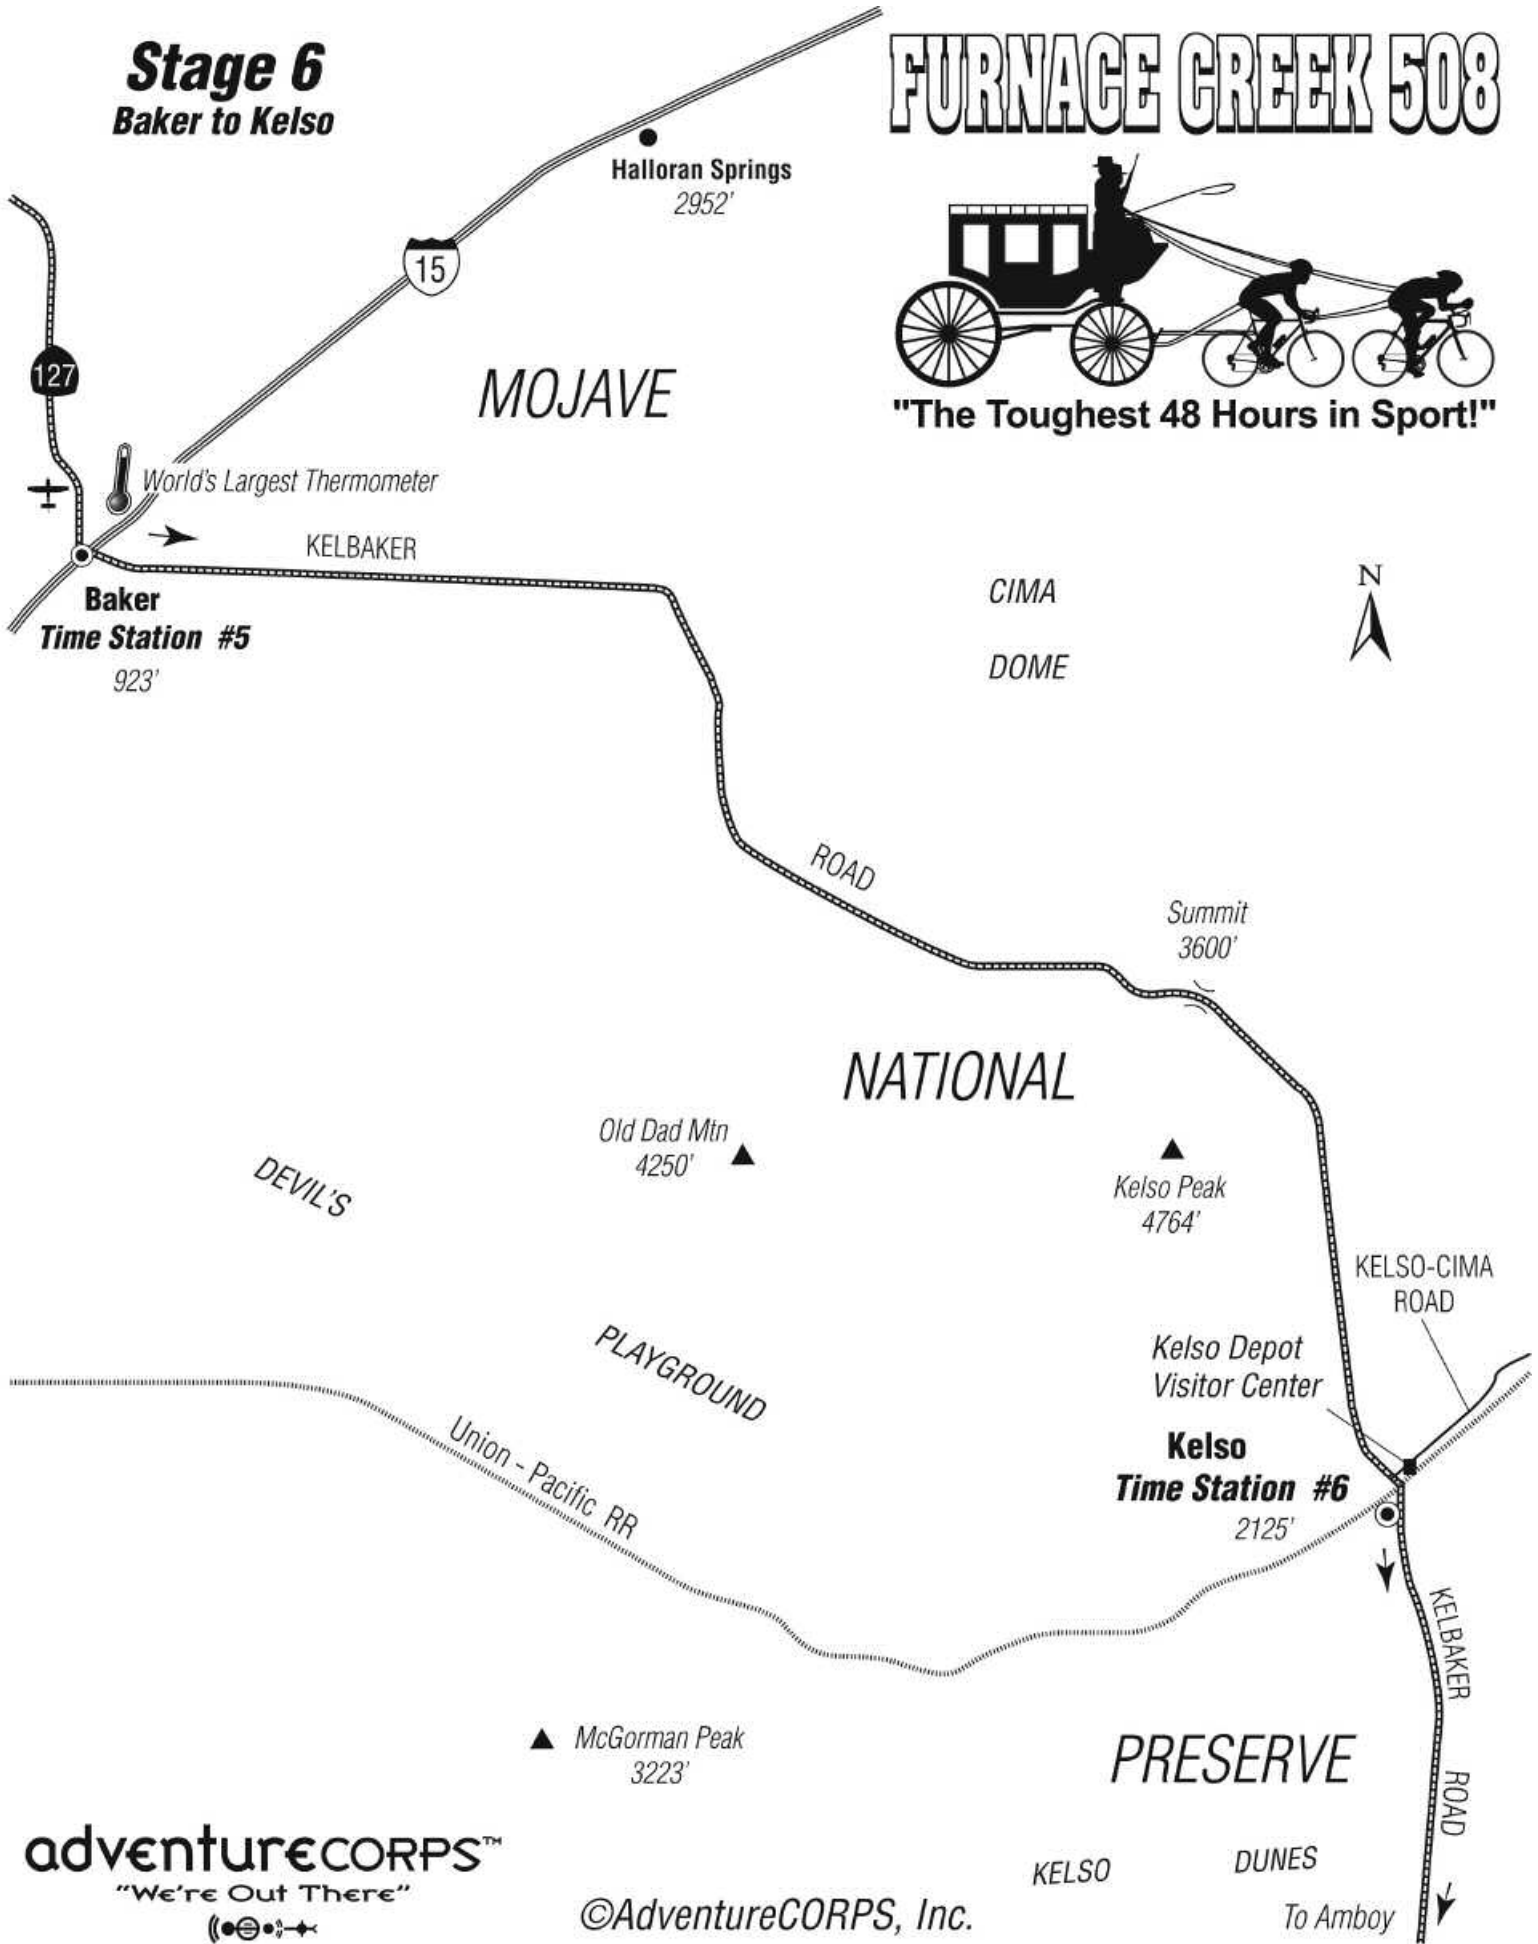 Stage 6
Baker to Kelso
FURNACE CREEK 508
"The Toughest 48 Hours in Sport!"
Halloran Springs
2952'
15
127
MOJAVE
World's Largest Thermometer
KELBAKER
Baker
Time Station #5
923'
CIMA
DOME
N
ROAD
Summit
3600'
NATIONAL
Old Dad Mtn
4250'
Kelso Peak
4764'
DEVIL'S
PLAYGROUND
KELSO-CIMA
ROAD
Kelso Depot
Visitor Center
Kelso
Time Station #6
2125'
Union - Pacific RR
KELBAKER
ROAD
McGorman Peak
3223'
PRESERVE
KELSO
DUNES
To Amboy
adventureCORPS™
"We're Out There"
©AdventureCORPS, Inc.